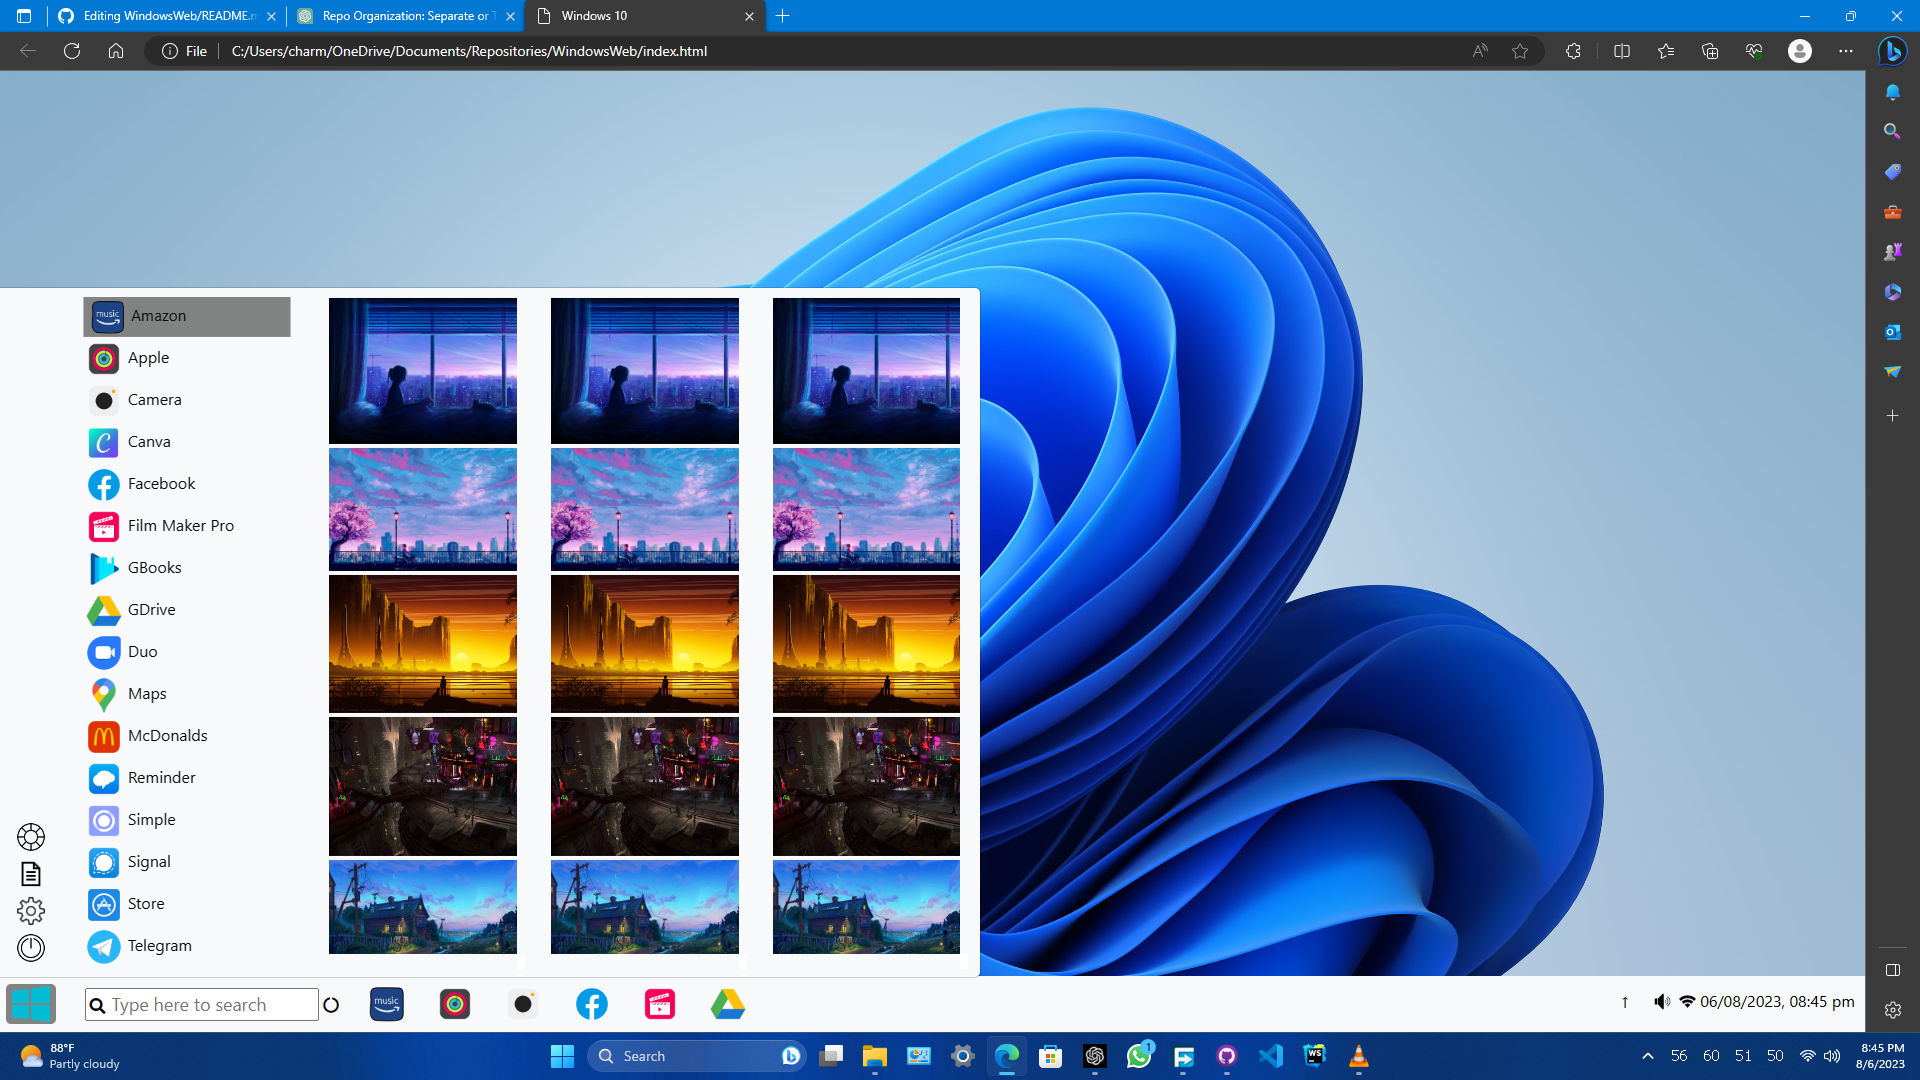 Editing WindowsWeb/README.m
Repo Organization: Separate or T
Windows 10
File
C:/Users/charm/OneDrive/Documents/Repositories/WindowsWeb/index.html
music
Amazon
Apple
Camera
Canva
Facebook
Film Maker Pro
GBooks
GDrive
Duo
Maps
McDonalds
Reminder
Simple
Signal
Store
Telegram
Type here to search
music
06/08/2023, 08:45 pm
88°F
Partly cloudy
Search
1
WS
56 60 51 50
8:45 PM
8/6/2023